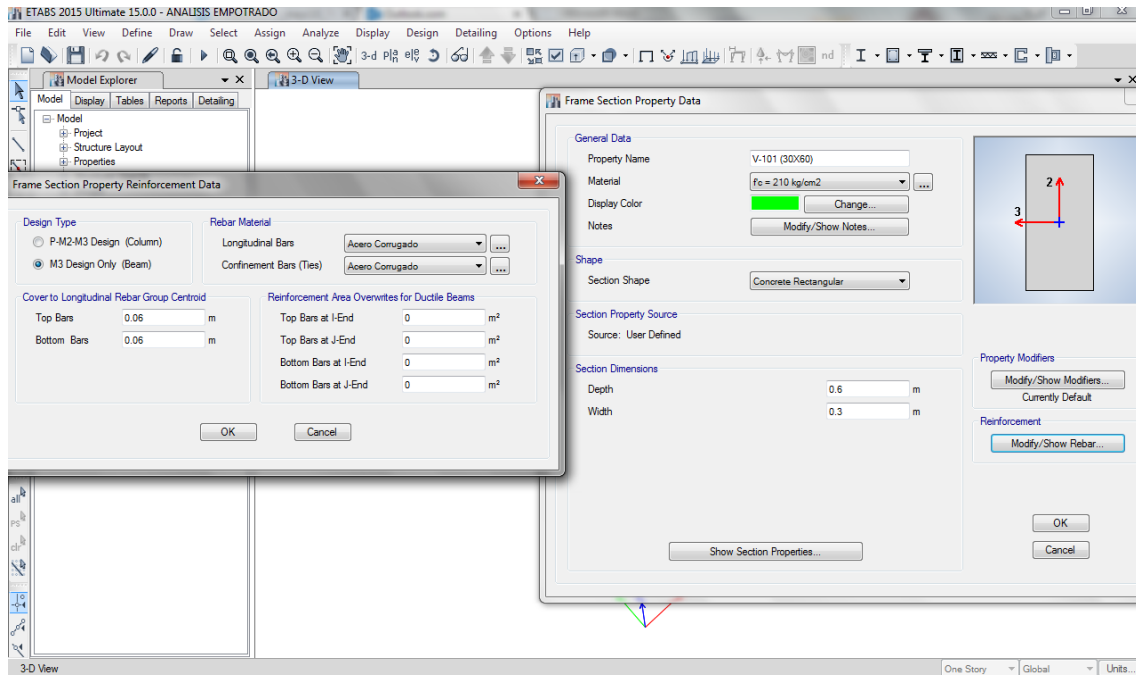 ETABS 2015 Ultimate 15.0.0 - ANALISIS EMPOTRADO
File Edit View Define Draw Select Assign Analyze Display Design Detailing Options Help
3-d nd
Model Explorer
3-D View
Model Display Tables Reports Detailing
Model
Project
Structure Layout
Properties
Frame Section Property Reinforcement Data
Design Type
P-M2-M3 Design (Column)
M3 Design Only (Beam)
Rebar Material
Longitudinal Bars Acero Corrugado ...
Confinement Bars (Ties) Acero Corrugado ...
Cover to Longitudinal Rebar Group Centroid
Top Bars 0.06 m
Bottom Bars 0.06 m
Reinforcement Area Overwrites for Ductile Beams
Top Bars at I-End 0 m²
Top Bars at J-End 0 m²
Bottom Bars at I-End 0 m²
Bottom Bars at J-End 0 m²
OK Cancel
Frame Section Property Data
General Data
Property Name V-101 (30X60)
Material f'c = 210 kg/cm2 ...
Display Color Change...
Notes Modify/Show Notes...
Shape
Section Shape Concrete Rectangular
Section Property Source
Source: User Defined
Section Dimensions
Depth 0.6 m
Width 0.3 m
Show Section Properties...
2
3
Property Modifiers
Modify/Show Modifiers...
Currently Default
Reinforcement
Modify/Show Rebar...
OK
Cancel
all
ps
clr
3-D View One Story Global Units...